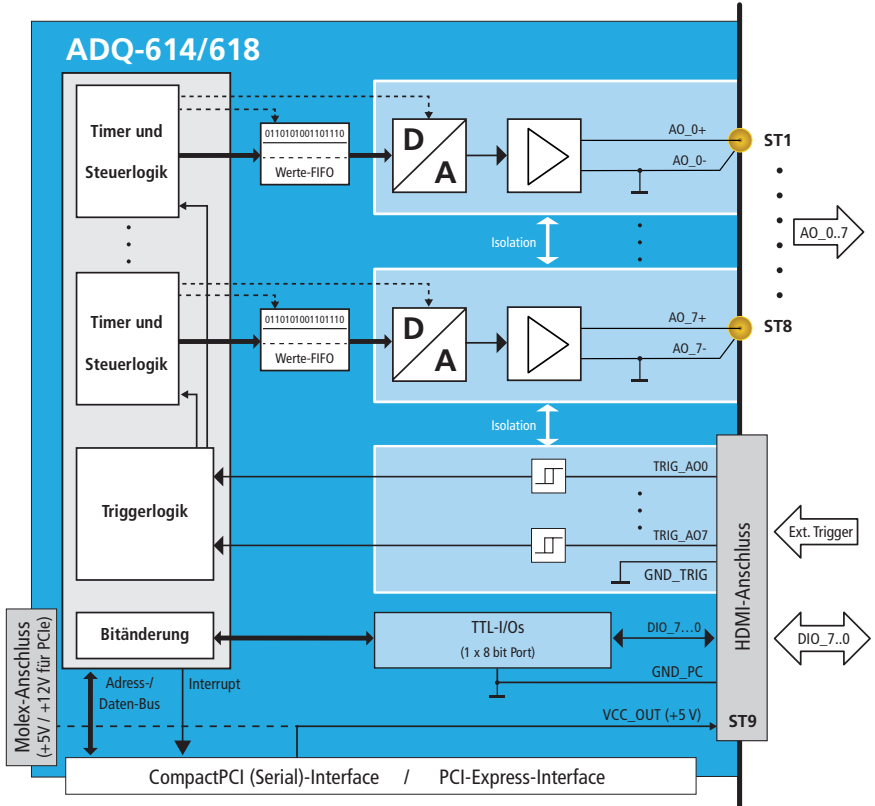 ADQ-614/618
Timer und
Steuerlogik
0110101001101110
Werte-FIFO
D
A
AO_0+
AO_0-
ST1
Isolation
AO_0..7
Timer und
Steuerlogik
0110101001101110
Werte-FIFO
D
A
AO_7+
AO_7-
ST8
Isolation
Triggerlogik
TRIG_AO0
TRIG_AO7
GND_TRIG
HDMI-Anschluss
Ext. Trigger
Bitänderung
TTL-I/Os
(1 x 8 bit Port)
DIO_7...0
DIO_7..0
GND_PC
Molex-Anschluss
(+5V / +12V für PCIe)
Adress-/
Daten-Bus
Interrupt
VCC_OUT (+5 V)
ST9
CompactPCI (Serial)-Interface / PCI-Express-Interface